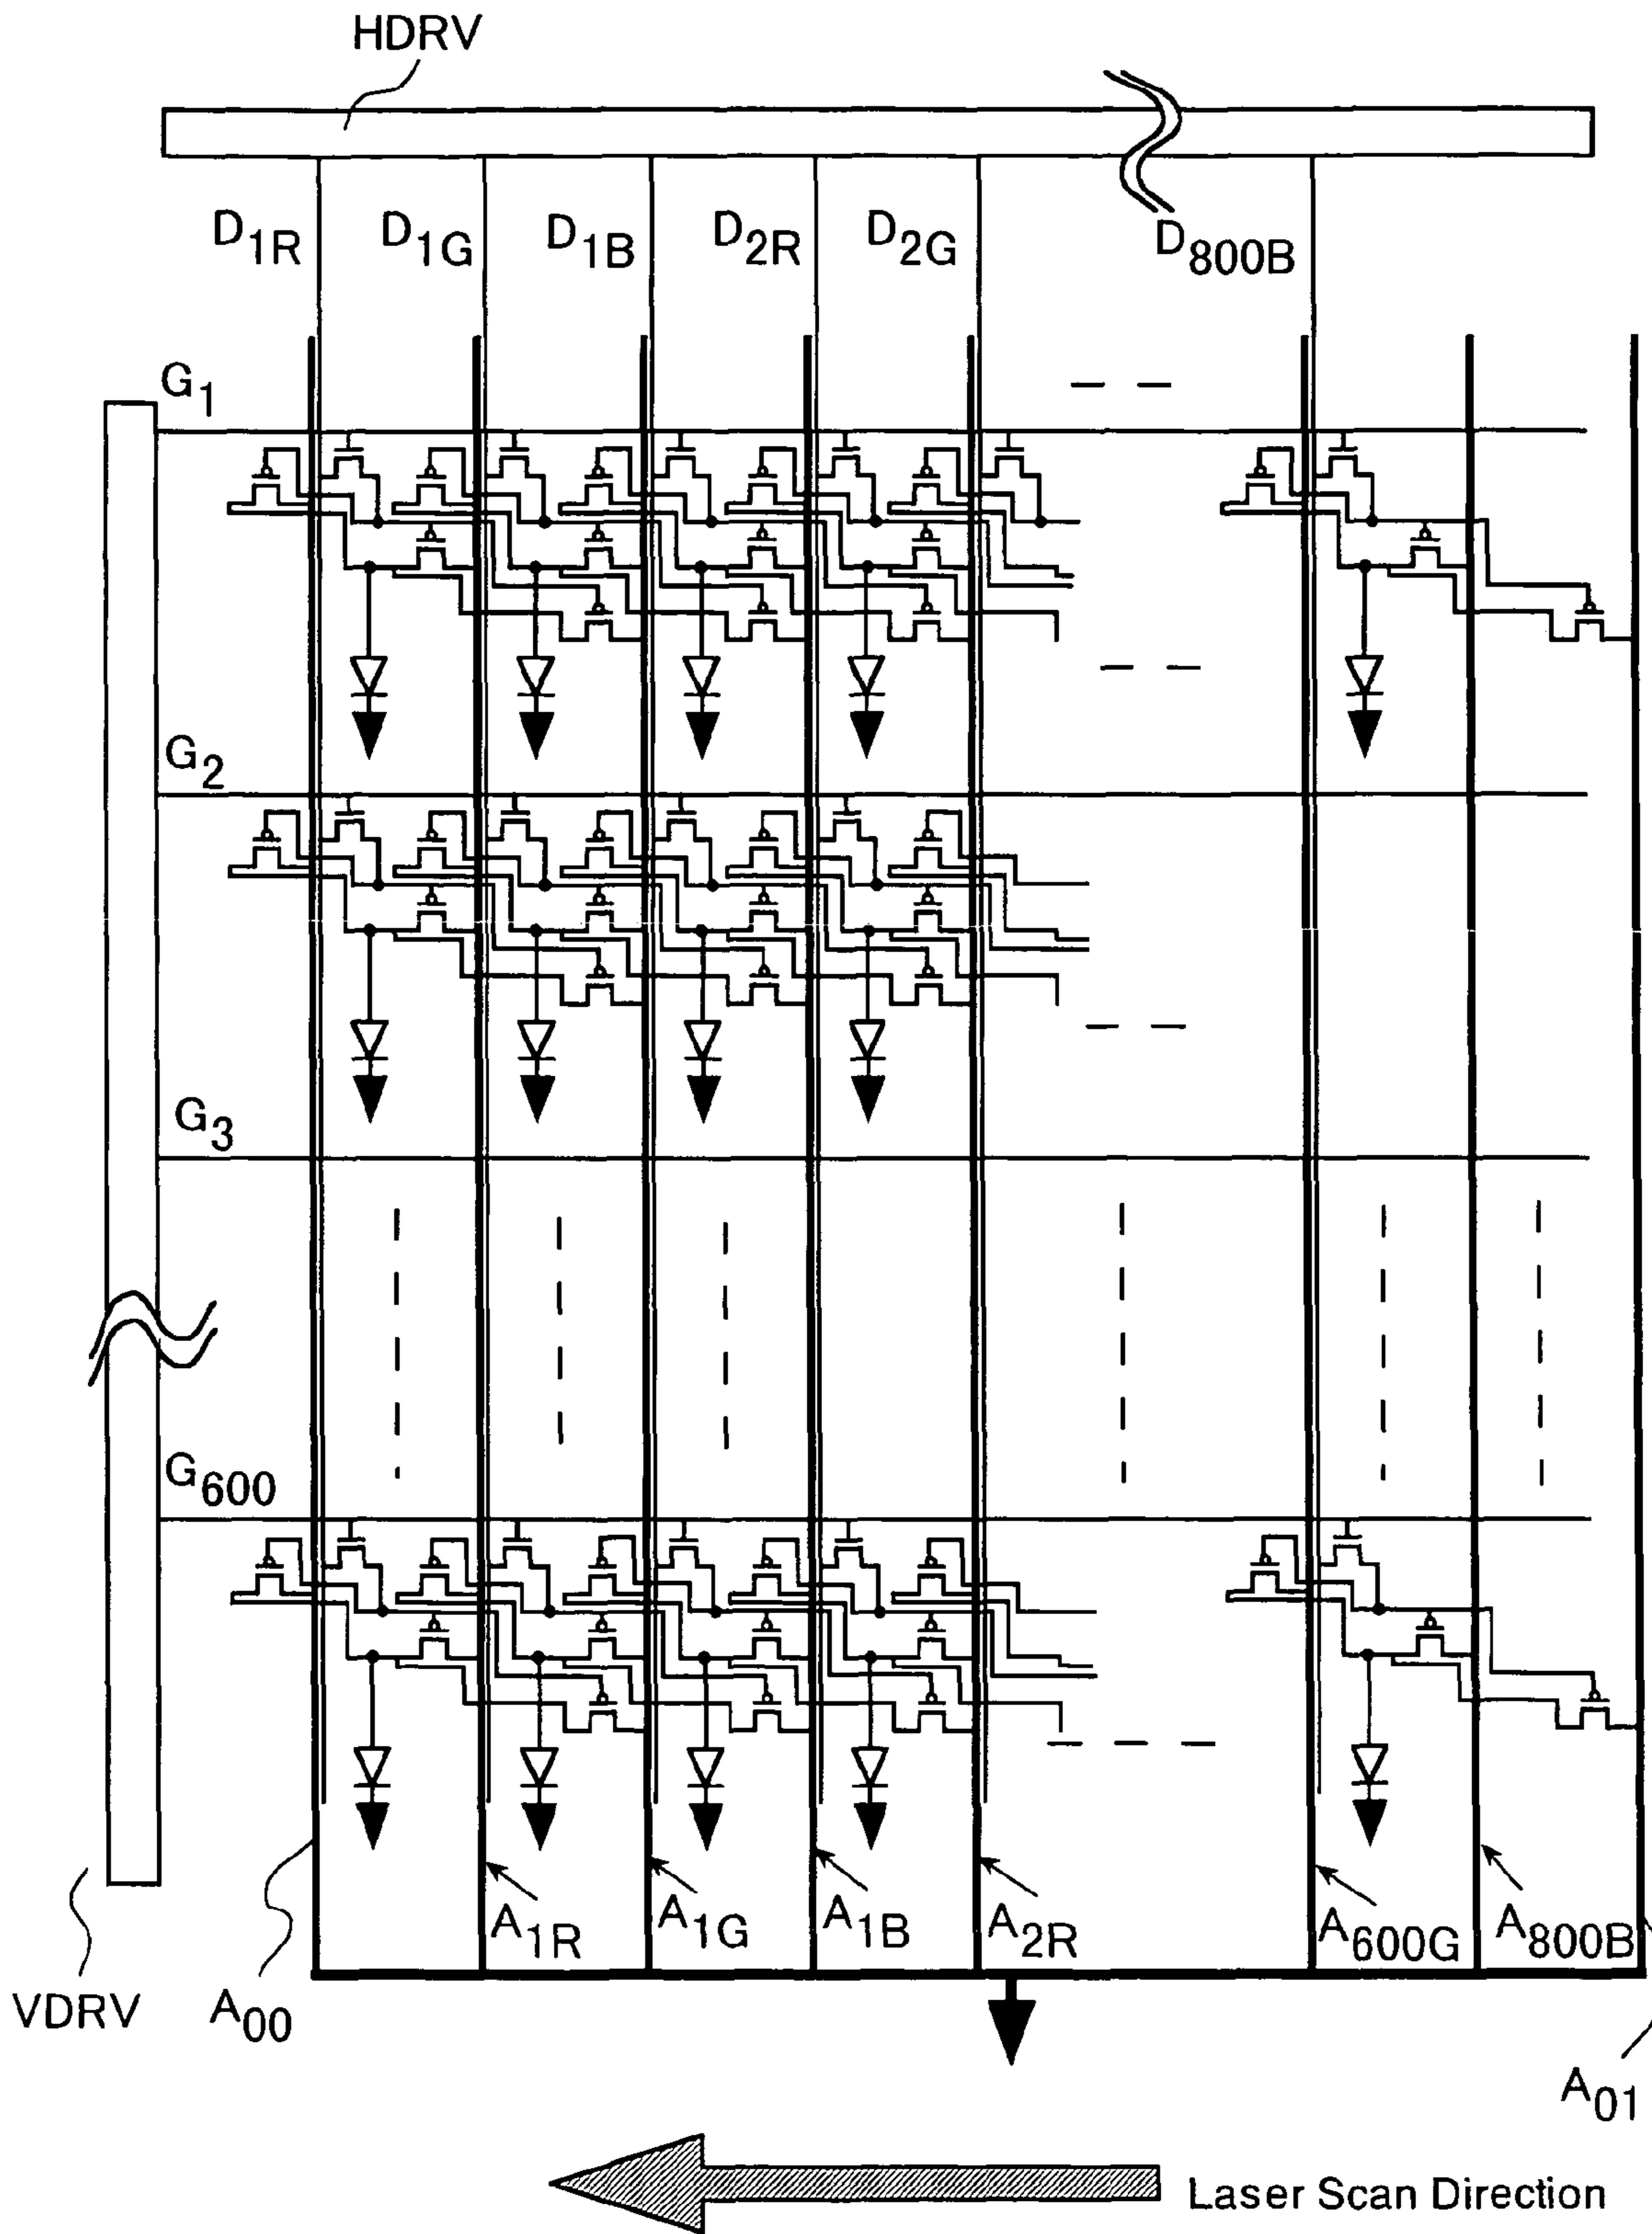 HDRV
D1R D1G D1B D2R D2G D800B
G1
G2
G3
G600
A1R A1G A1B A2R A600G A800B
VDRV A00
A01
Laser Scan Direction